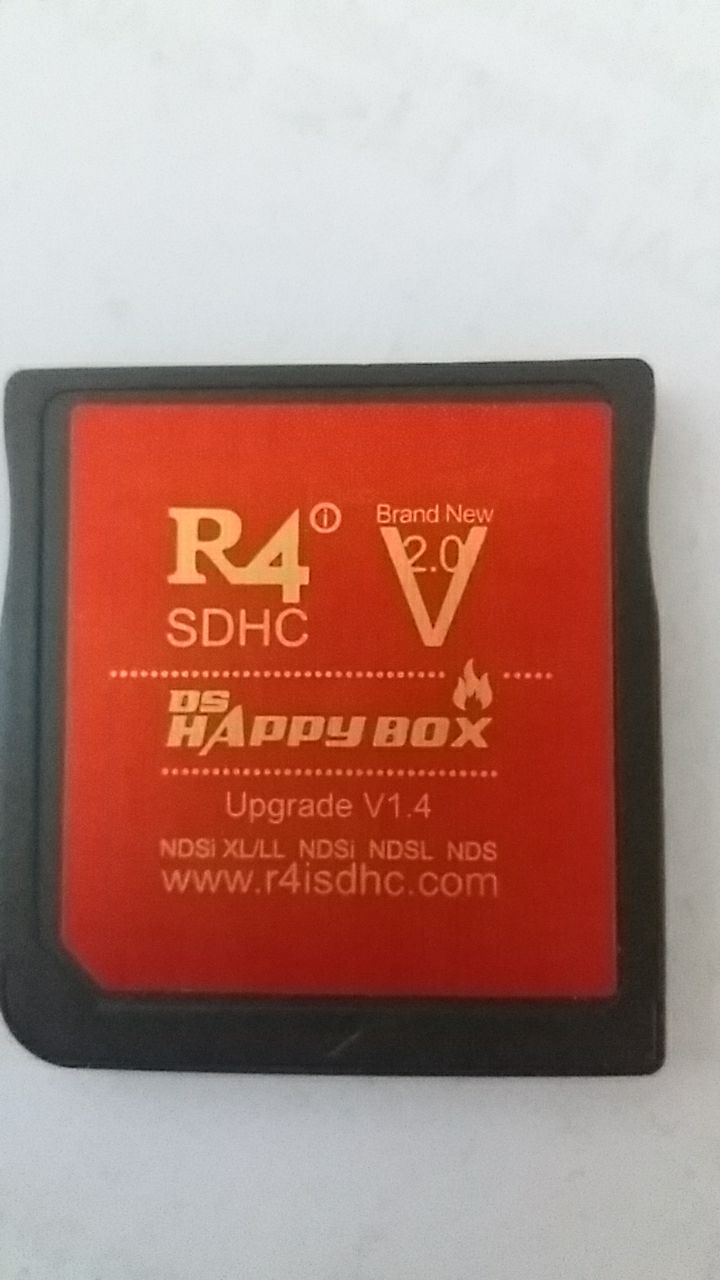 R4 i Brand New
SDHC V2.0
DS
HAPPY BOX
Upgrade V1.4
NDSi XL/LL NDSi NDSL NDS
www.r4isdhc.com